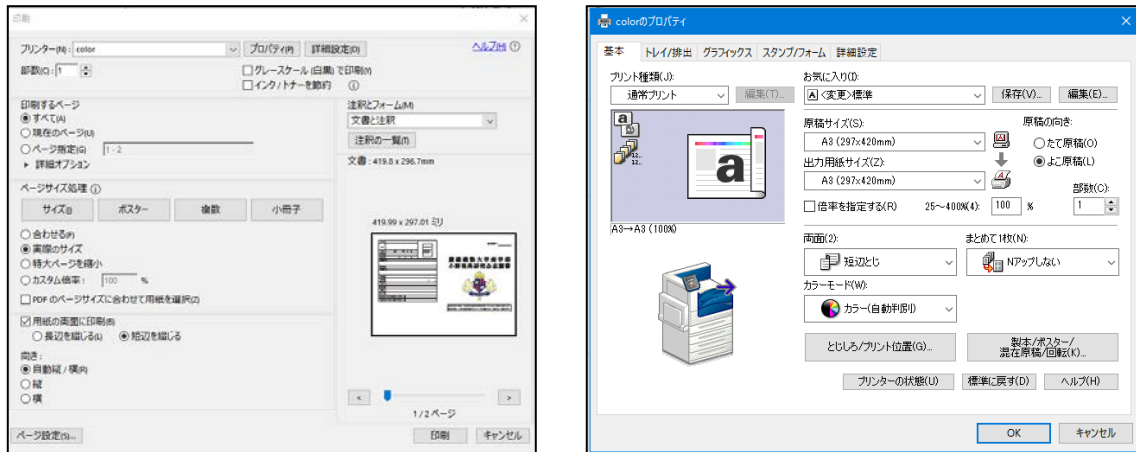 印刷
プリンター(N): color プロパティ(P) 詳細設定(D) ヘルプ(H)
部数(C): 1 グレースケール (白黒) で印刷(Y)
インク/トナーを節約
印刷するページ
すべて(A)
現在のページ(U)
ページ指定(G) 1 - 2
詳細オプション
注釈とフォーム(M)
文書と注釈
注釈の一覧(T)
文書 : 419.8 x 296.7mm
ページサイズ処理
サイズ(I) ポスター 複数 小冊子
合わせる(F)
実際のサイズ
特大ページを縮小
カスタム倍率 : 100 %
PDF のページサイズに合わせて用紙を選択(Z)
用紙の両面に印刷(B)
長辺を綴じる(L) 短辺を綴じる
向き :
自動縦 / 横(R)
縦
横
419.99 x 297.01 ミリ
< >
1 / 2 ページ
ページ設定(S)... 印刷 キャンセル
colorのプロパティ
基本 トレイ/排出 グラフィックス スタンプ/フォーム 詳細設定
プリント種類(J):
通常プリント 編集(T)...
お気に入り(I):
A <変更>標準 保存(V)... 編集(E)...
a
A3→A3 (100%)
原稿サイズ(S):
A3 (297x420mm)
原稿の向き:
たて原稿(O)
よこ原稿(L)
出力用紙サイズ(Z):
A3 (297x420mm)
倍率を指定する(R) 25～400%(4): 100 %
部数(C):
1
両面(2):
短辺とじ
まとめて1枚(N):
Nアップしない
カラーモード(W):
カラー(自動判別)
とじしろ/プリント位置(G)...
製本/ポスター/
混在原稿/回転(K)...
プリンターの状態(U) 標準に戻す(D) ヘルプ(H)
OK キャンセル